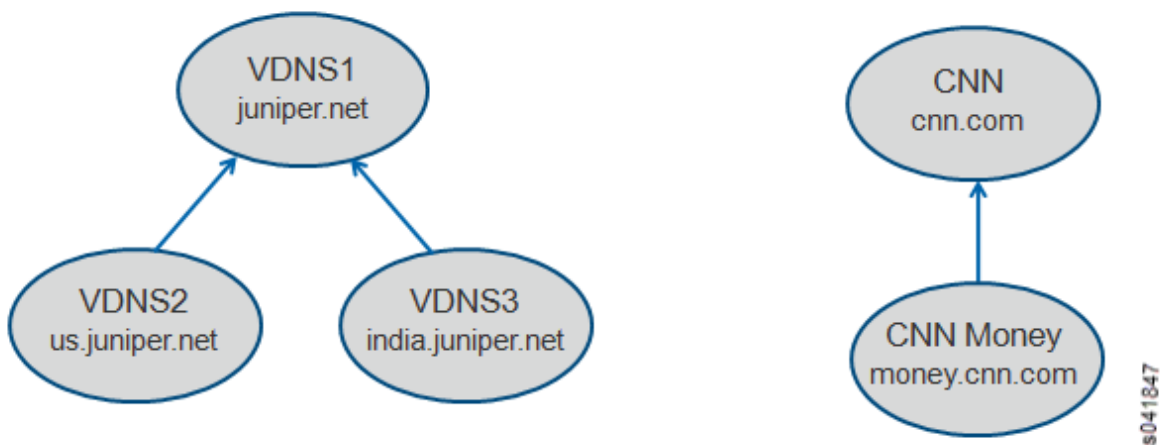 VDNS1
juniper.net
CNN
cnn.com
VDNS2
us.juniper.net
VDNS3
india.juniper.net
CNN Money
money.cnn.com
s041847